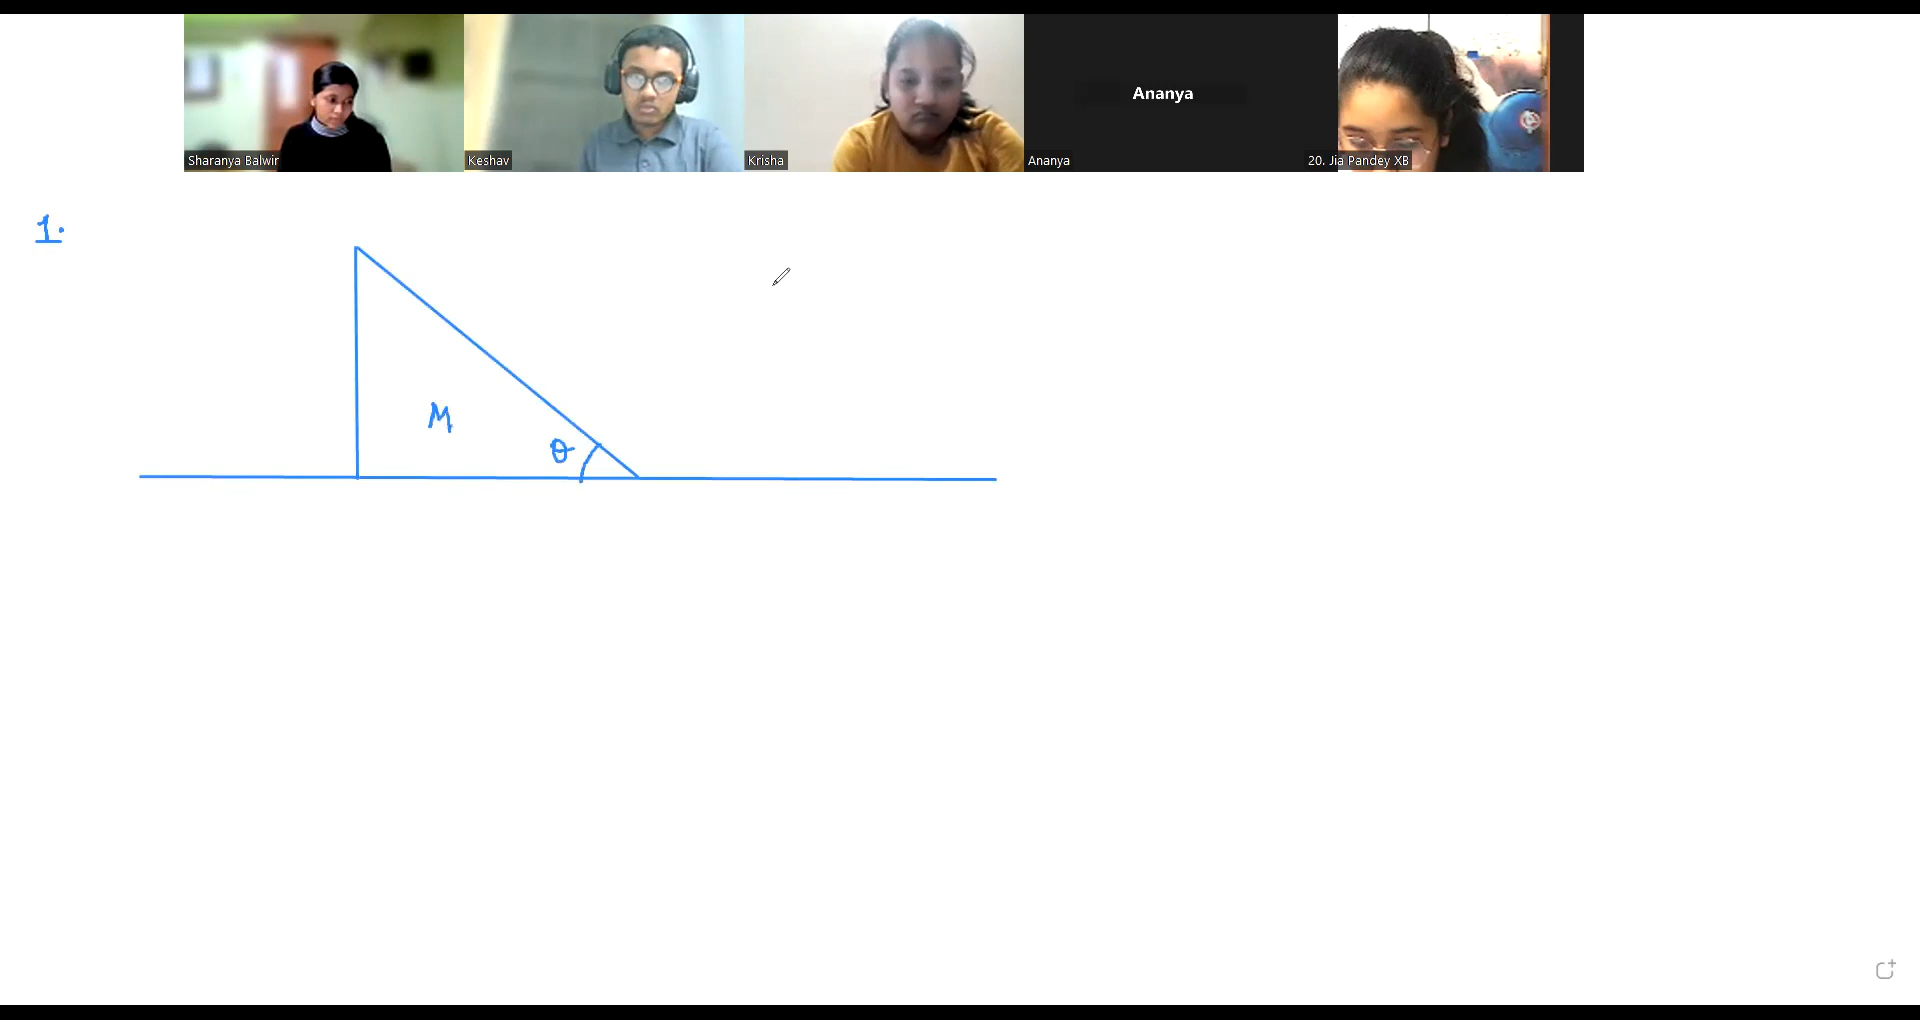 Sharanya Balwir
Keshav
Krisha
Ananya
Ananya
20. Jia Pandey XB
1.
M
θ